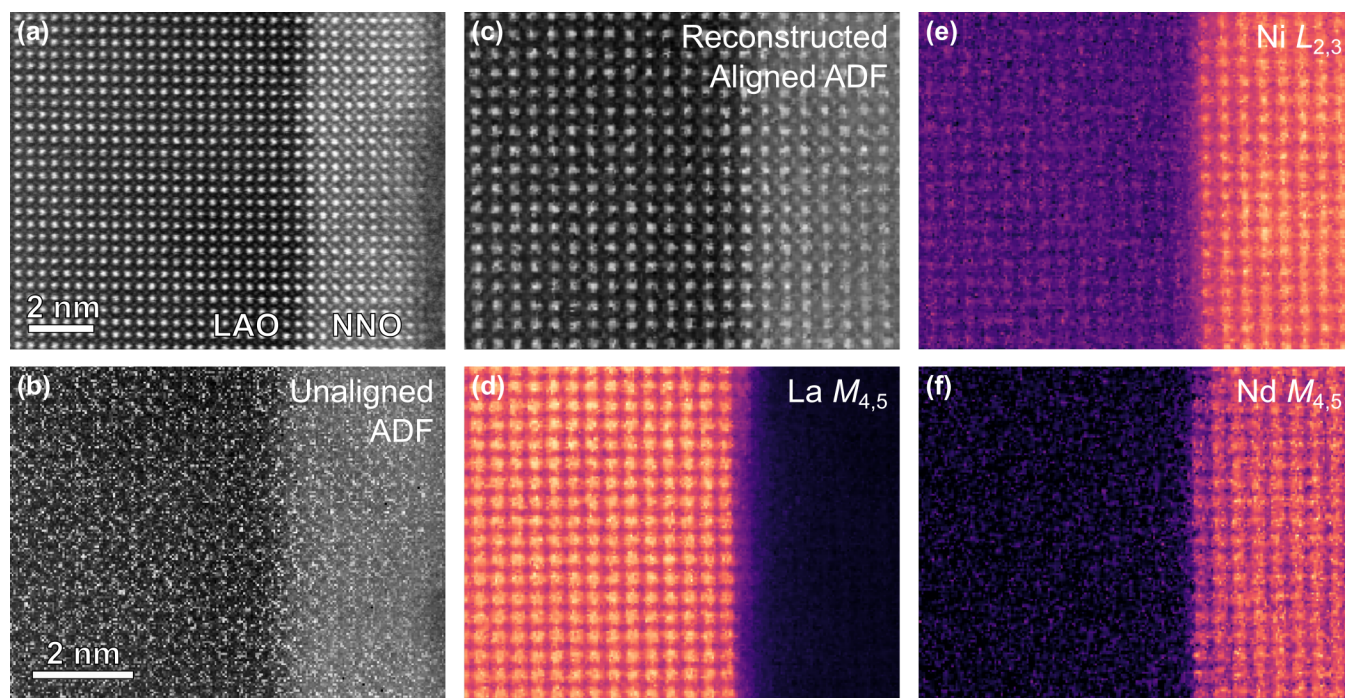 (a)
2 nm
LAO
NNO
(b)
Unaligned
ADF
2 nm
(c)
Reconstructed
Aligned ADF
(d)
La M4,5
(e)
Ni L2,3
(f)
Nd M4,5